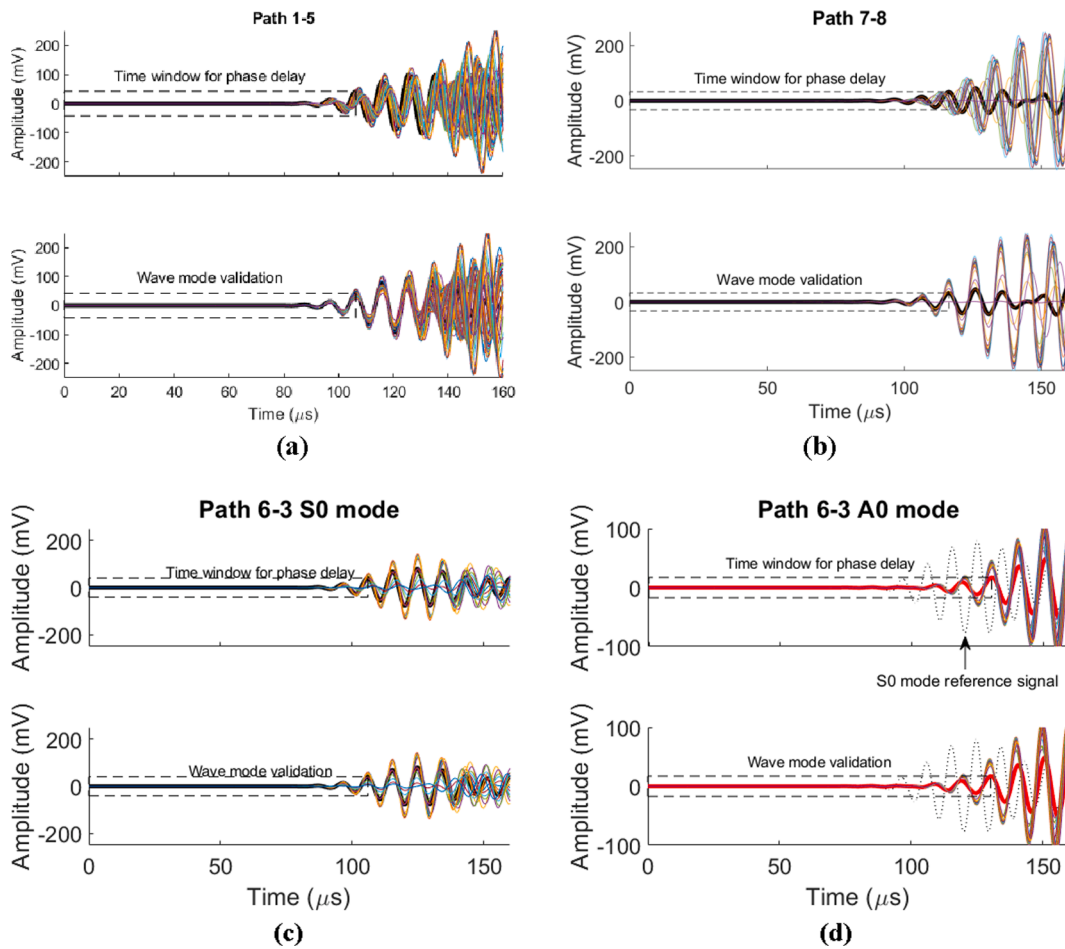 Path 1-5
Amplitude (mV)
200
100
0
-100
-200
Time window for phase delay
Amplitude (mV)
200
100
0
-100
-200
Wave mode validation
0 20 40 60 80 100 120 140 160
Time (μs)
(a)
Path 7-8
Amplitude (mV)
200
0
-200
Time window for phase delay
Amplitude (mV)
200
0
-200
Wave mode validation
0 50 100 150
Time (μs)
(b)
Path 6-3 S0 mode
Amplitude (mV)
200
0
-200
Time window for phase delay
Amplitude (mV)
200
0
-200
Wave mode validation
0 50 100 150
Time (μs)
(c)
Path 6-3 A0 mode
Amplitude (mV)
100
0
-100
Time window for phase delay
S0 mode reference signal
Amplitude (mV)
100
0
-100
Wave mode validation
0 50 100 150
Time (μs)
(d)